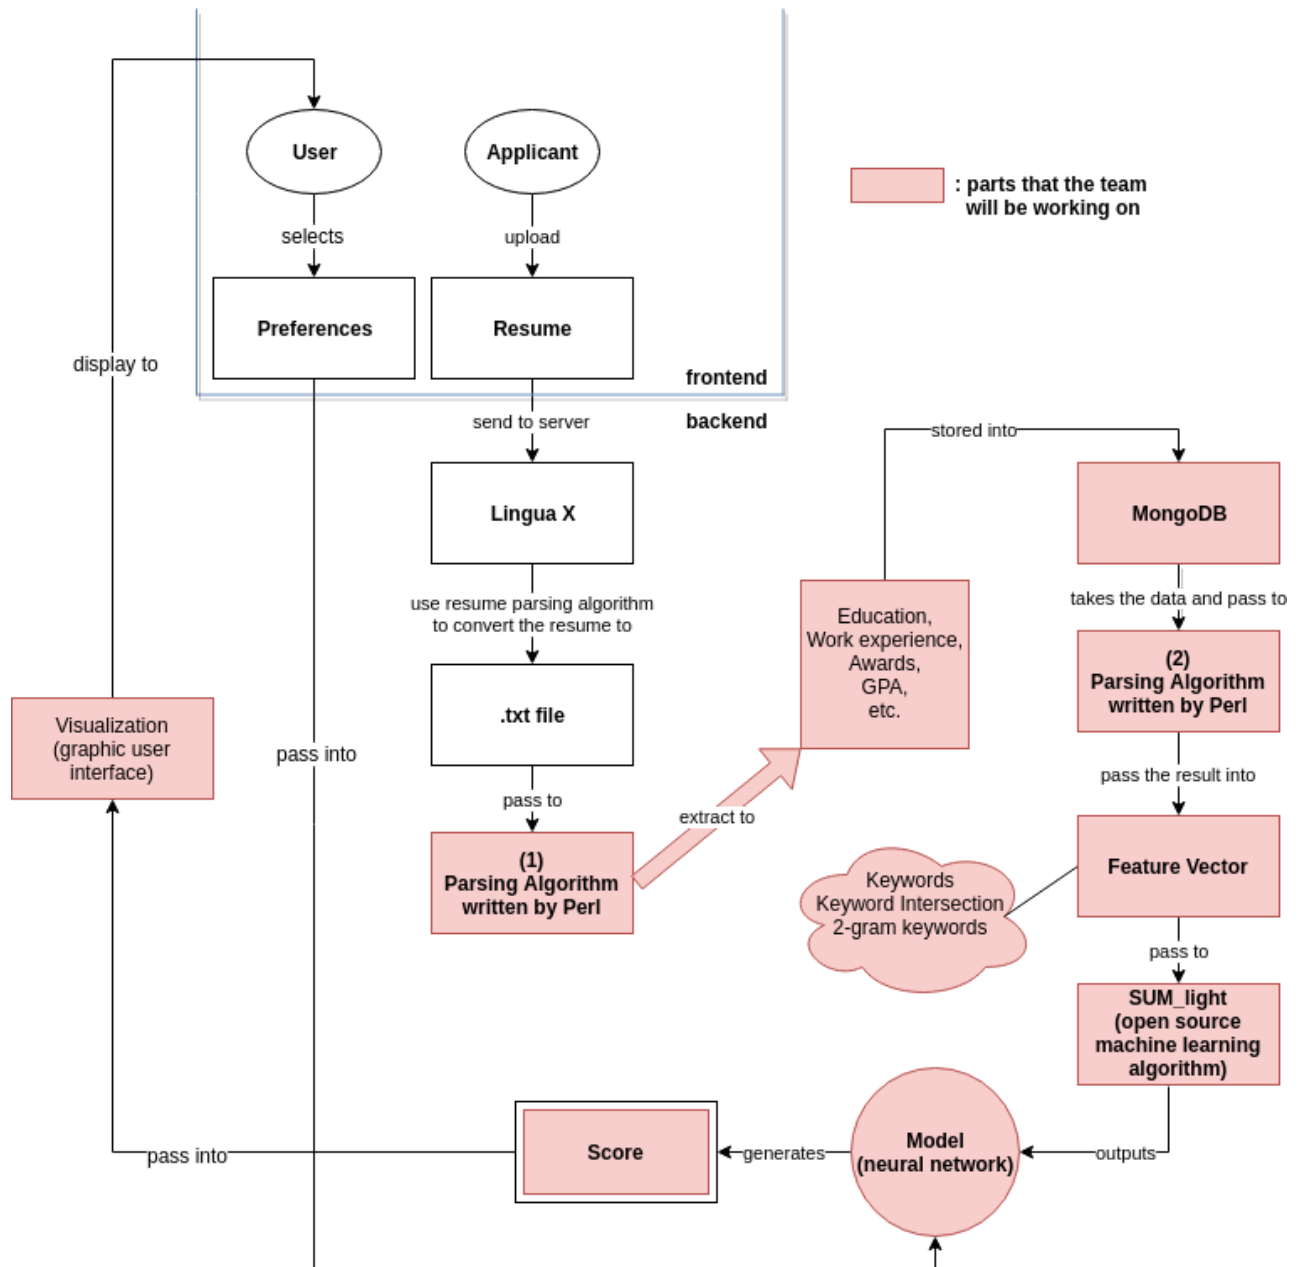 User
Applicant
: parts that the team
will be working on
selects
upload
Preferences
Resume
display to
frontend
send to server
backend
stored into
Lingua X
MongoDB
use resume parsing algorithm
to convert the resume to
takes the data and pass to
Education,
Work experience,
Awards,
GPA,
etc.
(2)
Parsing Algorithm
written by Perl
.txt file
Visualization
(graphic user
interface)
pass into
pass the result into
pass to
extract to
(1)
Parsing Algorithm
written by Perl
Keywords
Keyword Intersection
2-gram keywords
Feature Vector
pass to
SUM_light
(open source
machine learning
algorithm)
pass into
Score
generates
Model
(neural network)
outputs